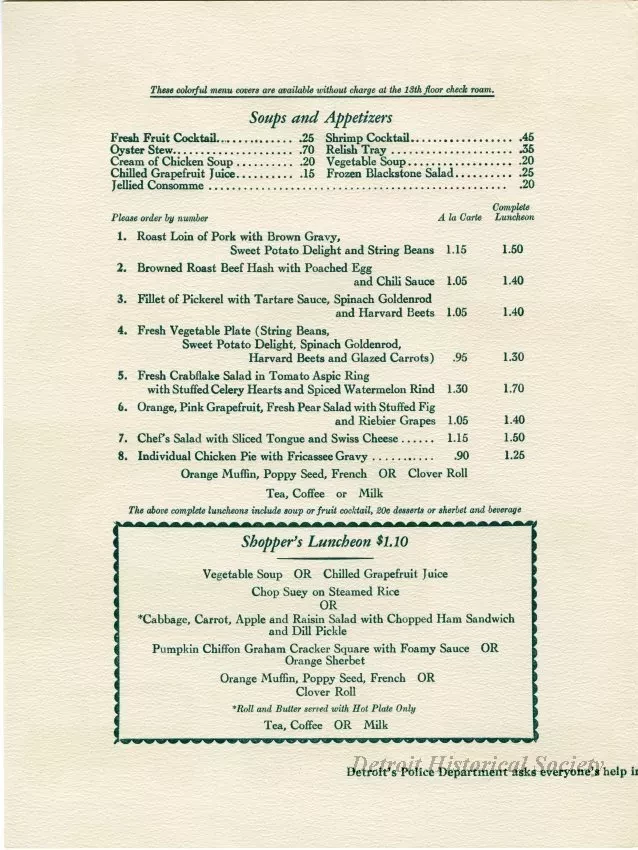 These colorful menu covers are available without charge at the 13th floor check room.
Soups and Appetizers
Fresh Fruit Cocktail.............. .25 Shrimp Cocktail.................. .45
Oyster Stew..................... .70 Relish Tray ...................... .35
Cream of Chicken Soup .......... .20 Vegetable Soup................... .20
Chilled Grapefruit Juice.......... .15 Frozen Blackstone Salad.......... .25
Jellied Consomme .................................................... .20
Please order by number A la Carte Complete Luncheon
1. Roast Loin of Pork with Brown Gravy,
Sweet Potato Delight and String Beans 1.15 1.50
2. Browned Roast Beef Hash with Poached Egg
and Chili Sauce 1.05 1.40
3. Fillet of Pickerel with Tartare Sauce, Spinach Goldenrod
and Harvard Beets 1.05 1.40
4. Fresh Vegetable Plate (String Beans,
Sweet Potato Delight, Spinach Goldenrod,
Harvard Beets and Glazed Carrots) .95 1.30
5. Fresh Crabflake Salad in Tomato Aspic Ring
with Stuffed Celery Hearts and Spiced Watermelon Rind 1.30 1.70
6. Orange, Pink Grapefruit, Fresh Pear Salad with Stuffed Fig
and Riebier Grapes 1.05 1.40
7. Chef's Salad with Sliced Tongue and Swiss Cheese ...... 1.15 1.50
8. Individual Chicken Pie with Fricassee Gravy ........... .90 1.25
Orange Muffin, Poppy Seed, French OR Clover Roll
Tea, Coffee or Milk
The above complete luncheons include soup or fruit cocktail, 20c desserts or sherbet and beverage
Shopper's Luncheon $1.10
Vegetable Soup OR Chilled Grapefruit Juice
Chop Suey on Steamed Rice
OR
*Cabbage, Carrot, Apple and Raisin Salad with Chopped Ham Sandwich
and Dill Pickle
Pumpkin Chiffon Graham Cracker Square with Foamy Sauce OR
Orange Sherbet
Orange Muffin, Poppy Seed, French OR
Clover Roll
*Roll and Butter served with Hot Plate Only
Tea, Coffee OR Milk
Detroit Historical Society
Detroit's Police Department asks everyone's help in